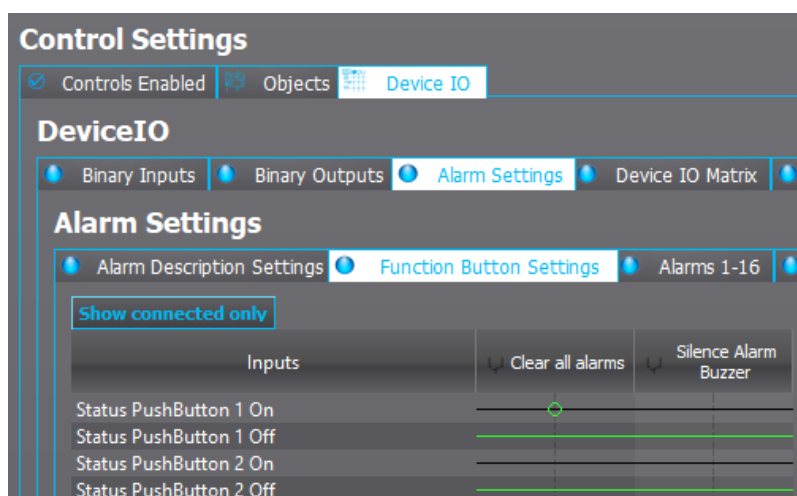 Control Settings
Controls Enabled Objects Device IO
DeviceIO
Binary Inputs Binary Outputs Alarm Settings Device IO Matrix
Alarm Settings
Alarm Description Settings Function Button Settings Alarms 1-16
Show connected only
Inputs Clear all alarms Silence Alarm
Buzzer
Status PushButton 1 On
Status PushButton 1 Off
Status PushButton 2 On
Status PushButton 2 Off